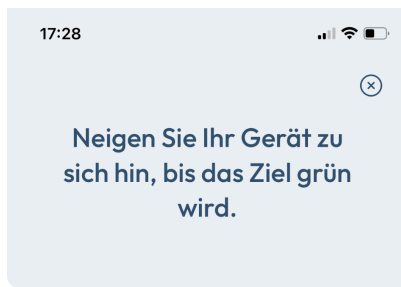 17:28
Neigen Sie Ihr Gerät zu
sich hin, bis das Ziel grün
wird.